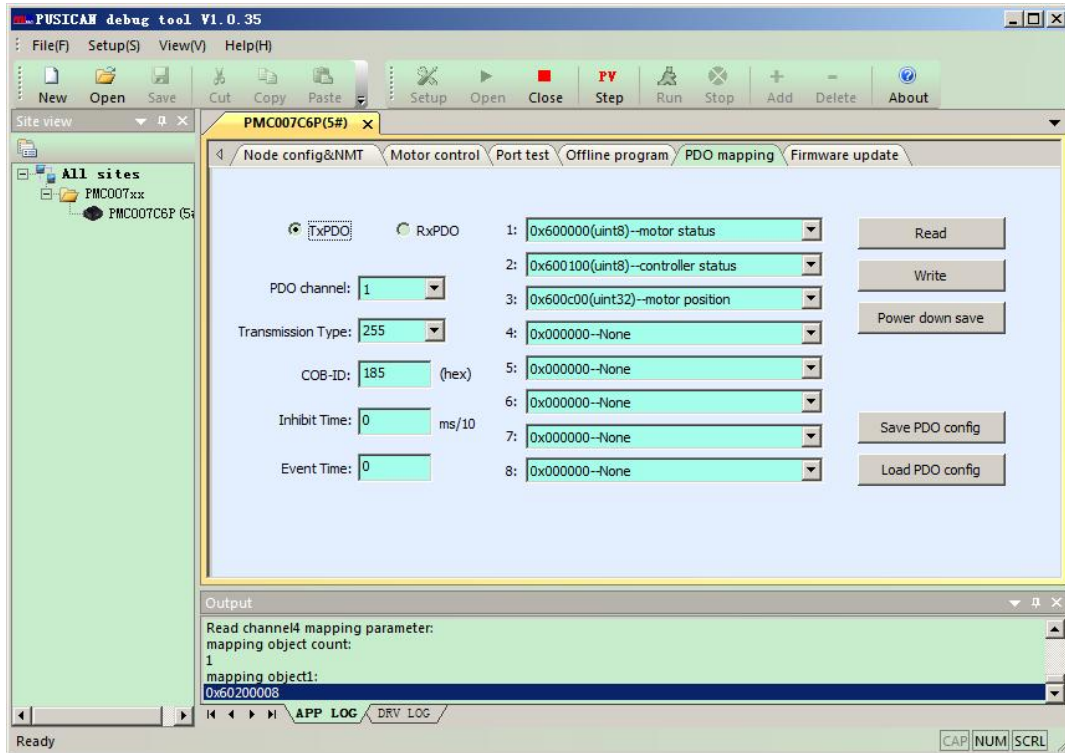 PUSICAN debug tool V1.0.35
File(F) Setup(S) View(V) Help(H)
New Open Save Cut Copy Paste Setup Open Close PV Step Run Stop Add Delete About
Site view
PMC007C6P(5#) x
Node config&NMT Motor control Port test Offline program PDO mapping Firmware update
All sites
PMC007xx
PMC007C6P(5
TxPDO RxPDO
PDO channel: 1
Transmission Type: 255
COB-ID: 185 (hex)
Inhibit Time: 0 ms/10
Event Time: 0
1: 0x600000(uint8)--motor status
2: 0x600100(uint8)--controller status
3: 0x600c00(uint32)--motor position
4: 0x000000--None
5: 0x000000--None
6: 0x000000--None
7: 0x000000--None
8: 0x000000--None
Read
Write
Power down save
Save PDO config
Load PDO config
Output
Read channel4 mapping parameter:
mapping object count:
1
mapping object1:
0x60200008
APP LOG DRV LOG
Ready CAP NUM SCRL